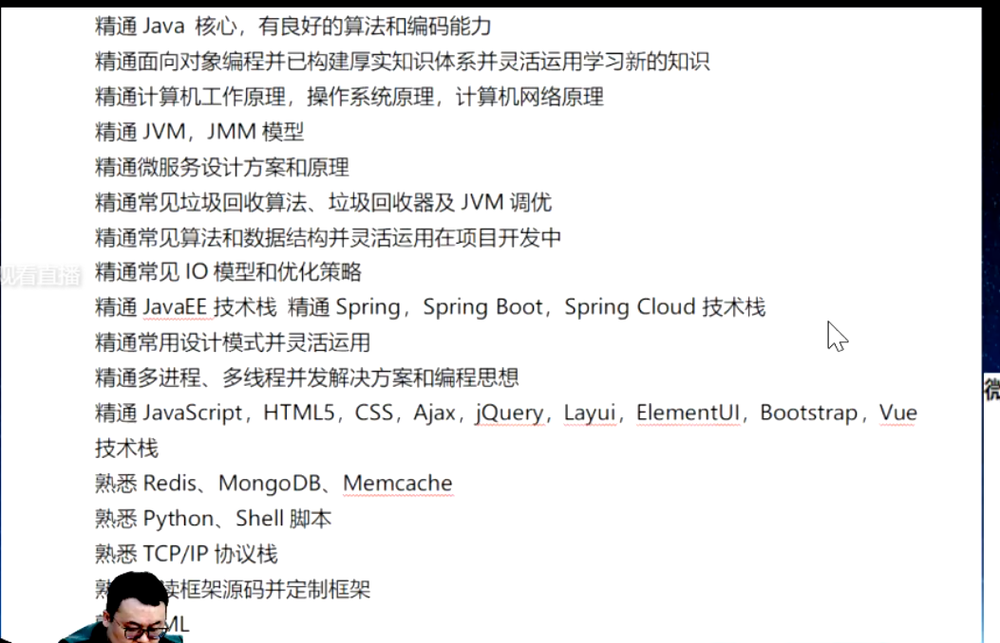 精通 Java 核心，有良好的算法和编码能力
精通面向对象编程并已构建厚实知识体系并灵活运用学习新的知识
精通计算机工作原理，操作系统原理，计算机网络原理
精通 JVM，JMM 模型
精通微服务设计方案和原理
精通常见垃圾回收算法、垃圾回收器及 JVM 调优
精通常见算法和数据结构并灵活运用在项目开发中
观看直播
精通常见 IO 模型和优化策略
精通 JavaEE 技术栈 精通 Spring，Spring Boot，Spring Cloud 技术栈
精通常用设计模式并灵活运用
精通多进程、多线程并发解决方案和编程思想
微
精通 JavaScript，HTML5，CSS，Ajax，jQuery，Layui，ElementUI，Bootstrap，Vue
技术栈
熟悉 Redis、MongoDB、Memcache
熟悉 Python、Shell 脚本
熟悉 TCP/IP 协议栈
读框架源码并定制框架
ML